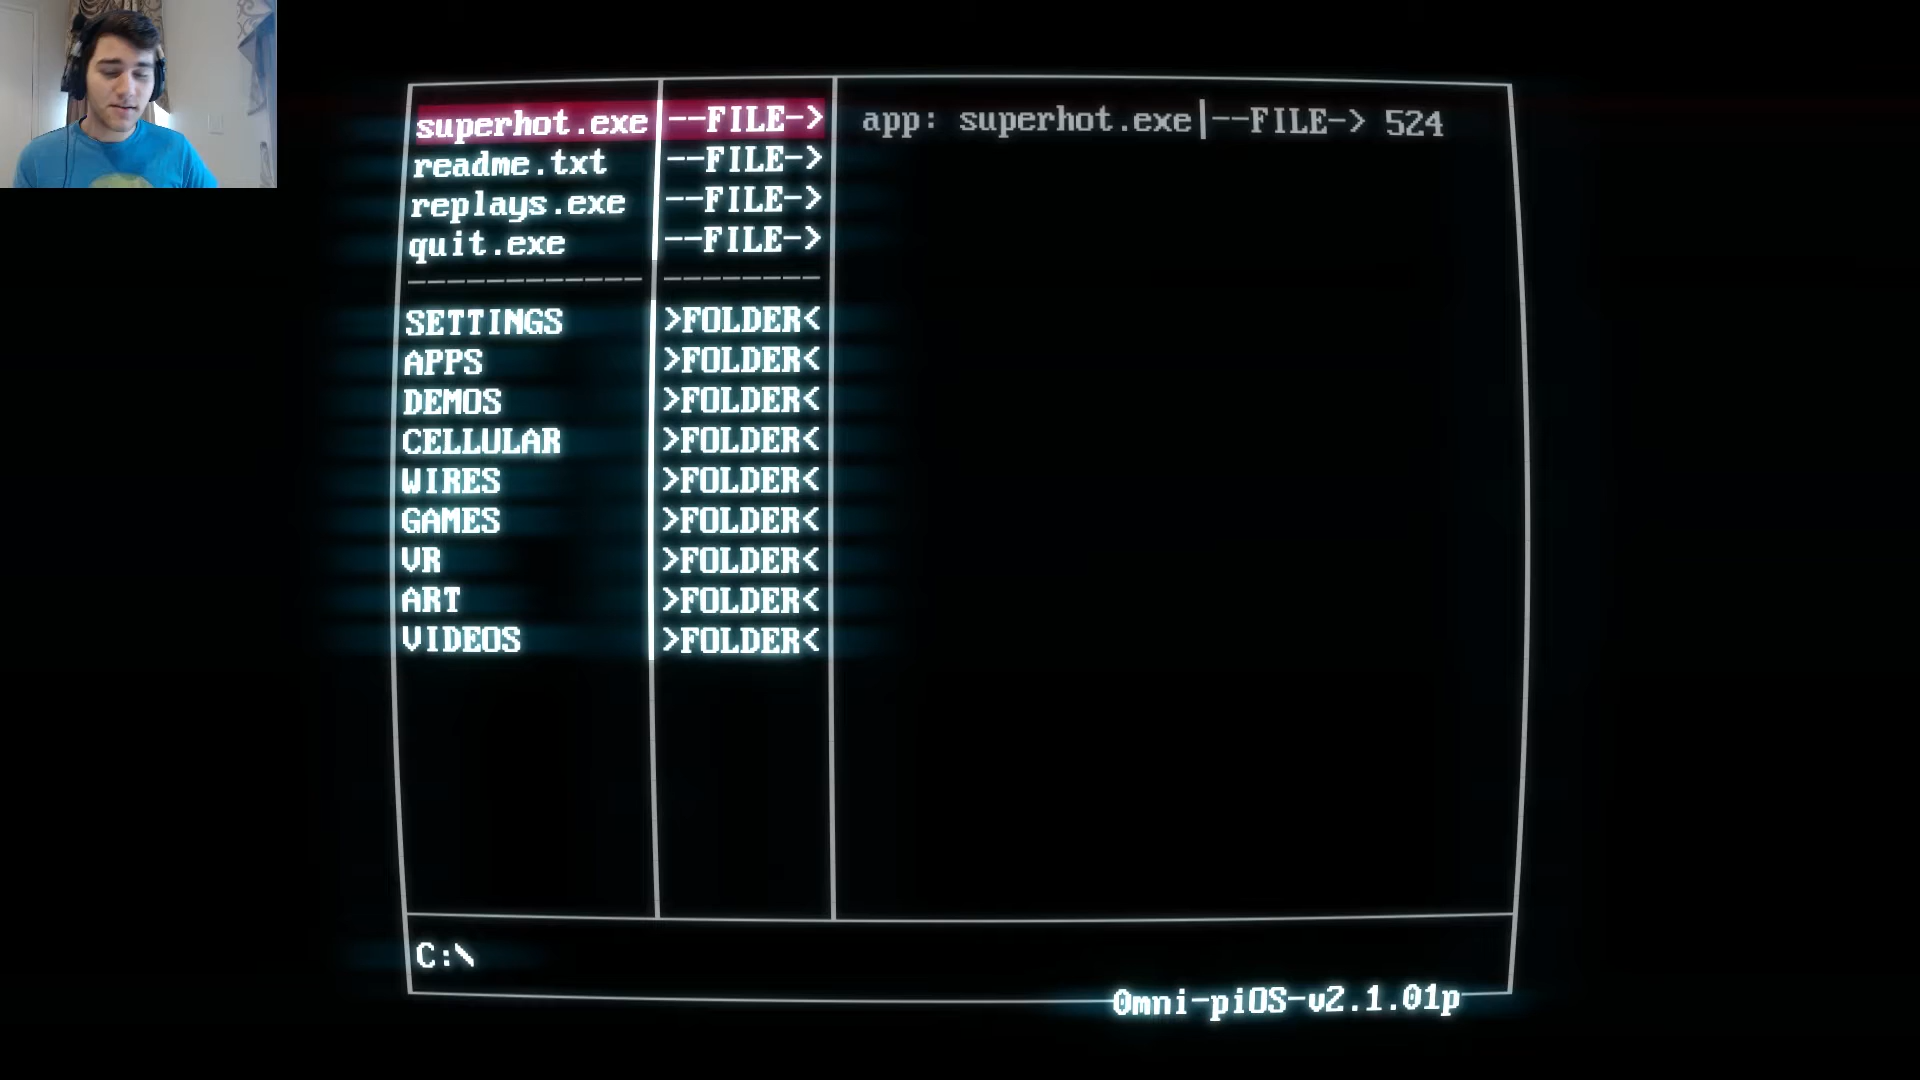 superhot.exe|--FILE-> app: superhot.exe|--FILE-> 524
readme.txt --FILE->
replays.exe --FILE->
quit.exe --FILE->
------------ --------
SETTINGS >FOLDER<
APPS >FOLDER<
DEMOS >FOLDER<
CELLULAR >FOLDER<
WIRES >FOLDER<
GAMES >FOLDER<
VR >FOLDER<
ART >FOLDER<
VIDEOS >FOLDER<
C:\
0mni-piOS-v2.1.01p